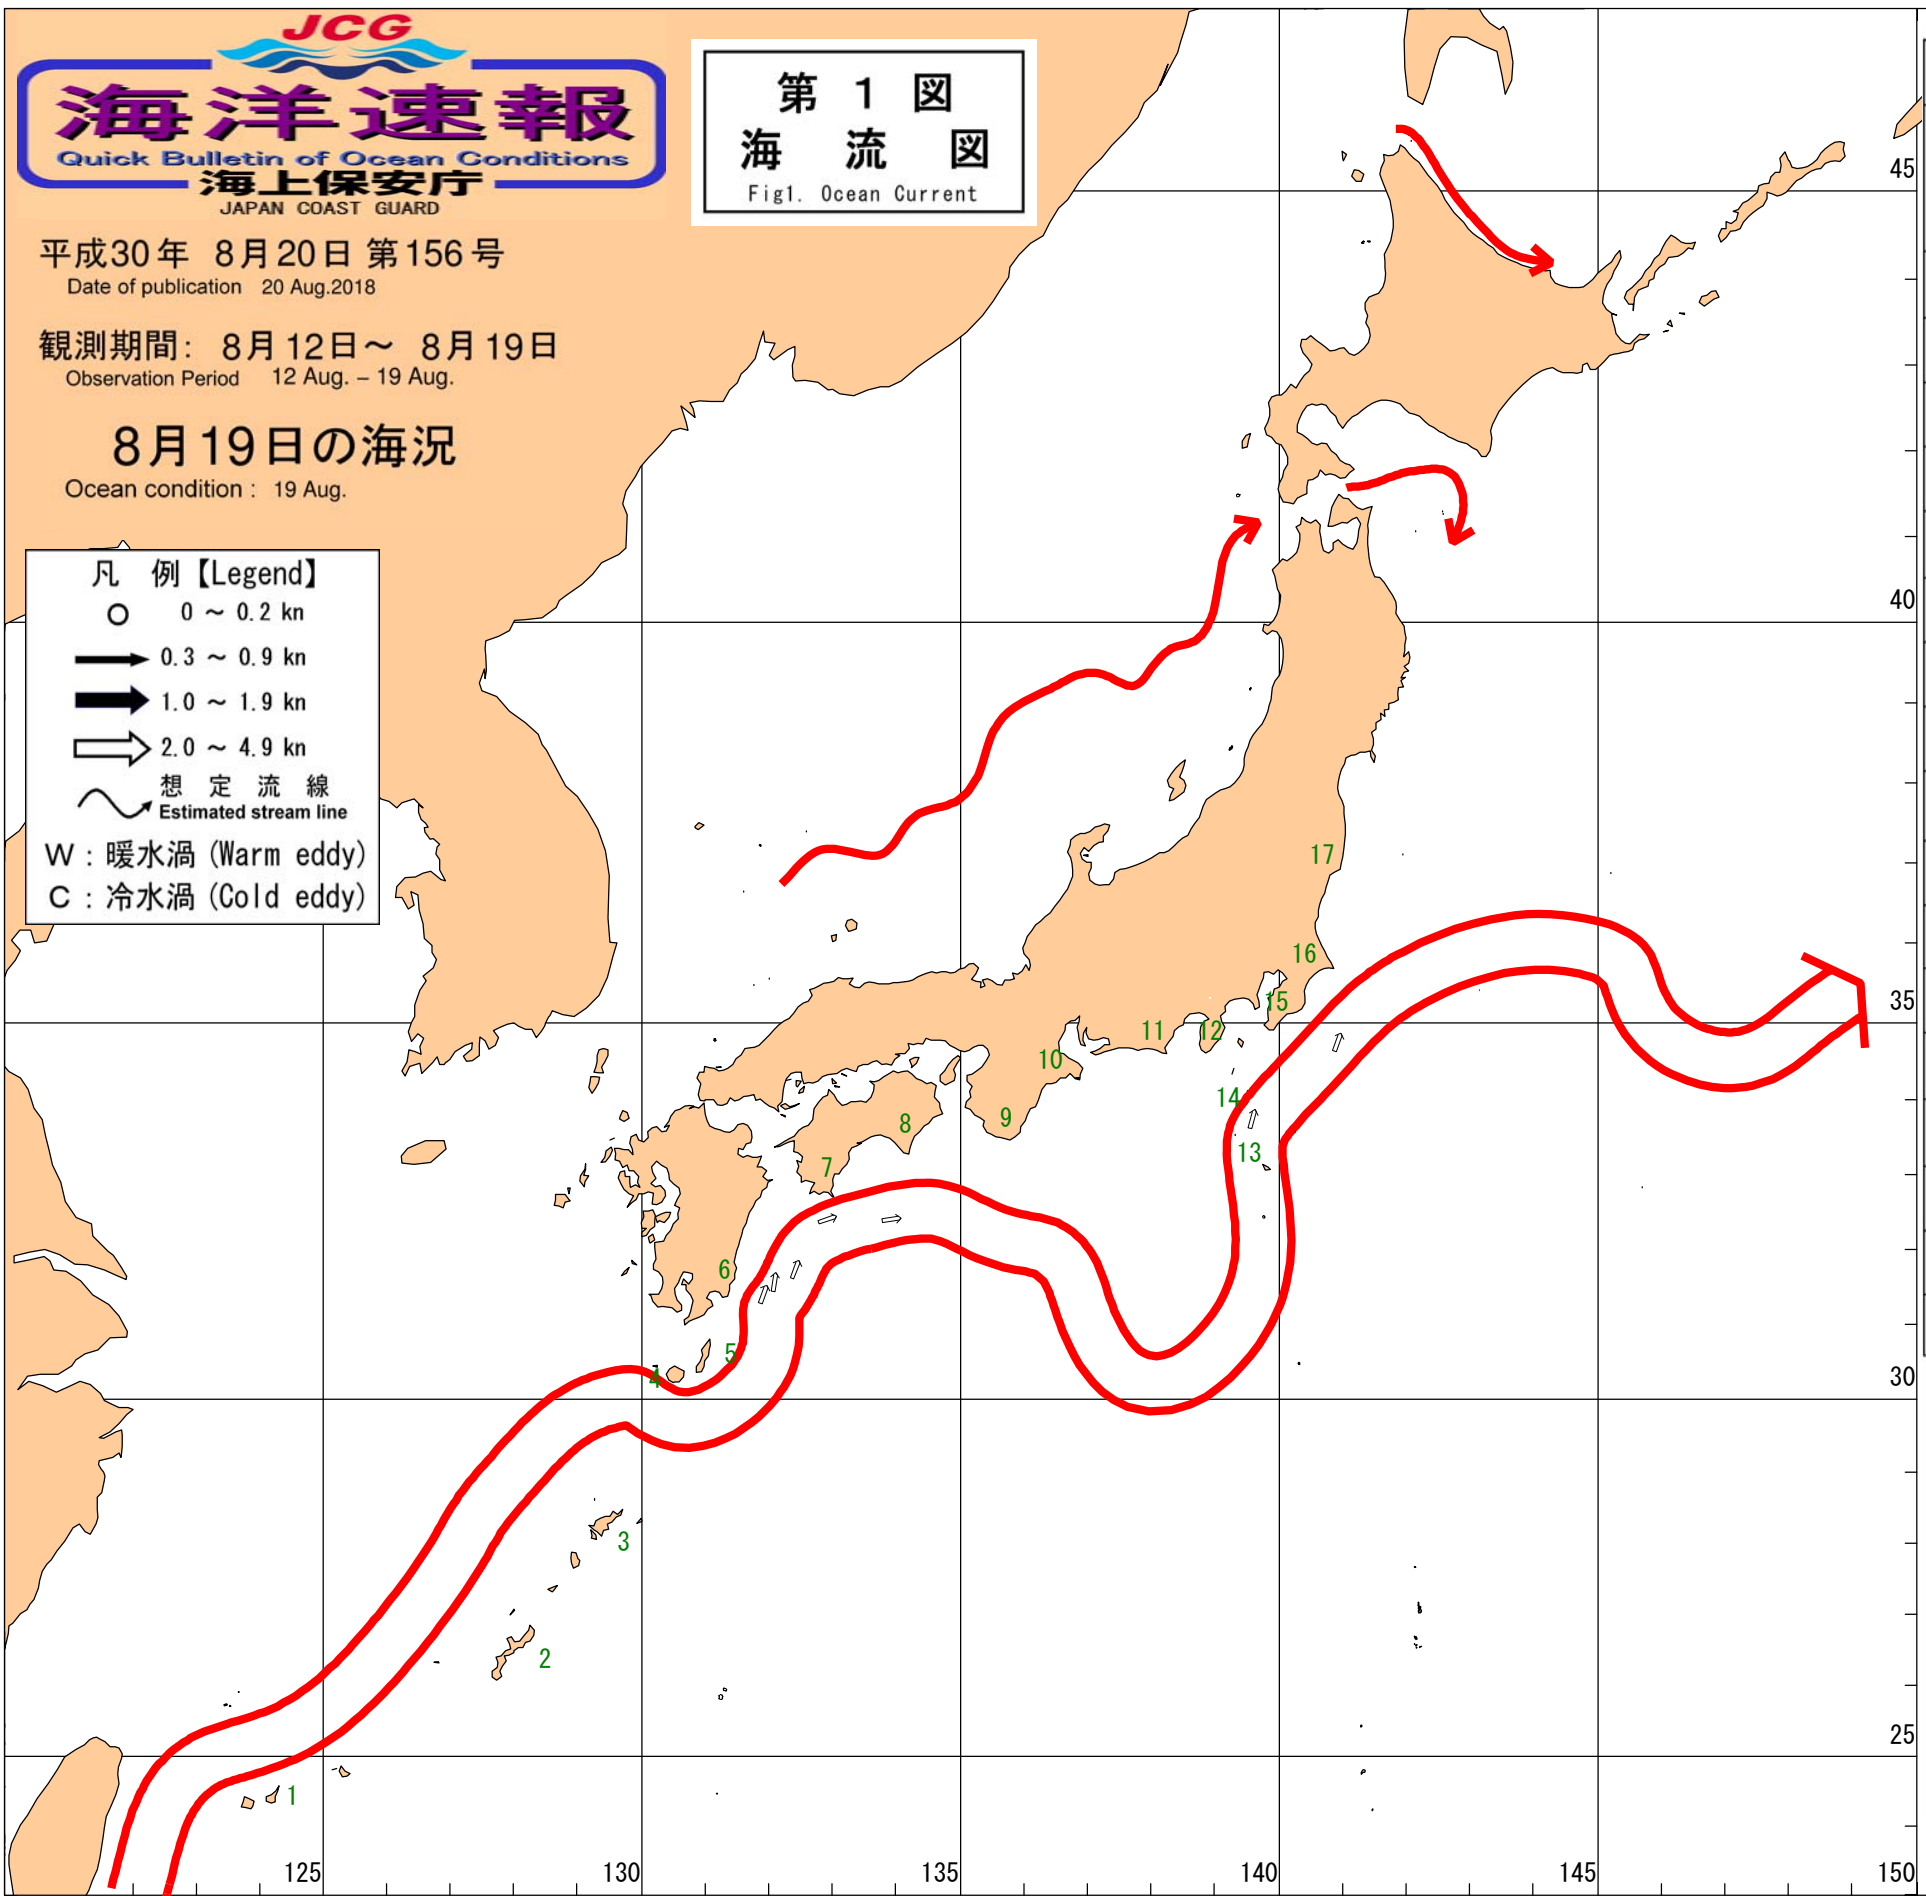 JCG
海洋速報
Quick Bulletin of Ocean Conditions
海上保安庁
JAPAN COAST GUARD
平成30年 8月20日 第156号
Date of publication 20 Aug.2018
観測期間: 8月12日～ 8月19日
Observation Period 12 Aug. – 19 Aug.
8月19日の海況
Ocean condition : 19 Aug.
第 1 図
海 流 図
Fig1. Ocean Current
凡 例【Legend】
0 ～ 0.2 kn
0.3 ～ 0.9 kn
1.0 ～ 1.9 kn
2.0 ～ 4.9 kn
想 定 流 線
Estimated stream line
W : 暖水渦 (Warm eddy)
C : 冷水渦 (Cold eddy)
45
40
17
16
35
15
12
11
10
14
9
8
13
7
6
5
4
30
3
2
25
1
125
130
135
140
145
150